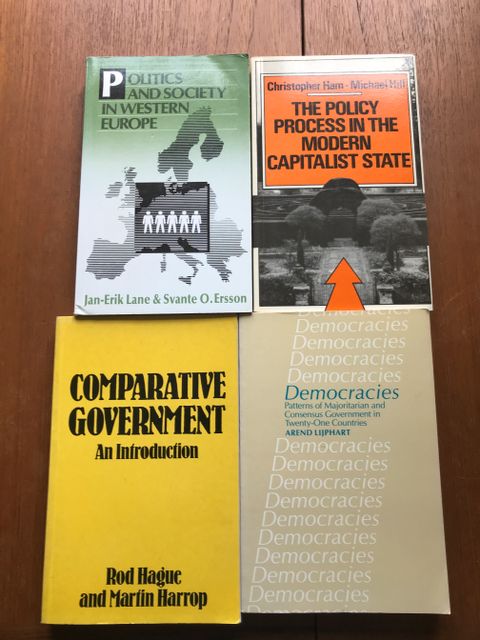 POLITICS
AND SOCIETY
IN WESTERN
EUROPE
Jan-Erik Lane & Svante O. Ersson
Christopher Ham · Michael Hill
THE POLICY
PROCESS IN THE
MODERN
CAPITALIST STATE
COMPARATIVE
GOVERNMENT
An Introduction
Rod Hague
and Martin Harrop
Democracies
Democracies
Democracies
Democracies
Democracies
Democracies
Patterns of Majoritarian and
Consensus Government in
Twenty-One Countries
AREND LIJPHART
Democracies
Democracies
Democracies
Democracies
Democracies
Democracies
Democracies
Democracies
Democracies
Democracies